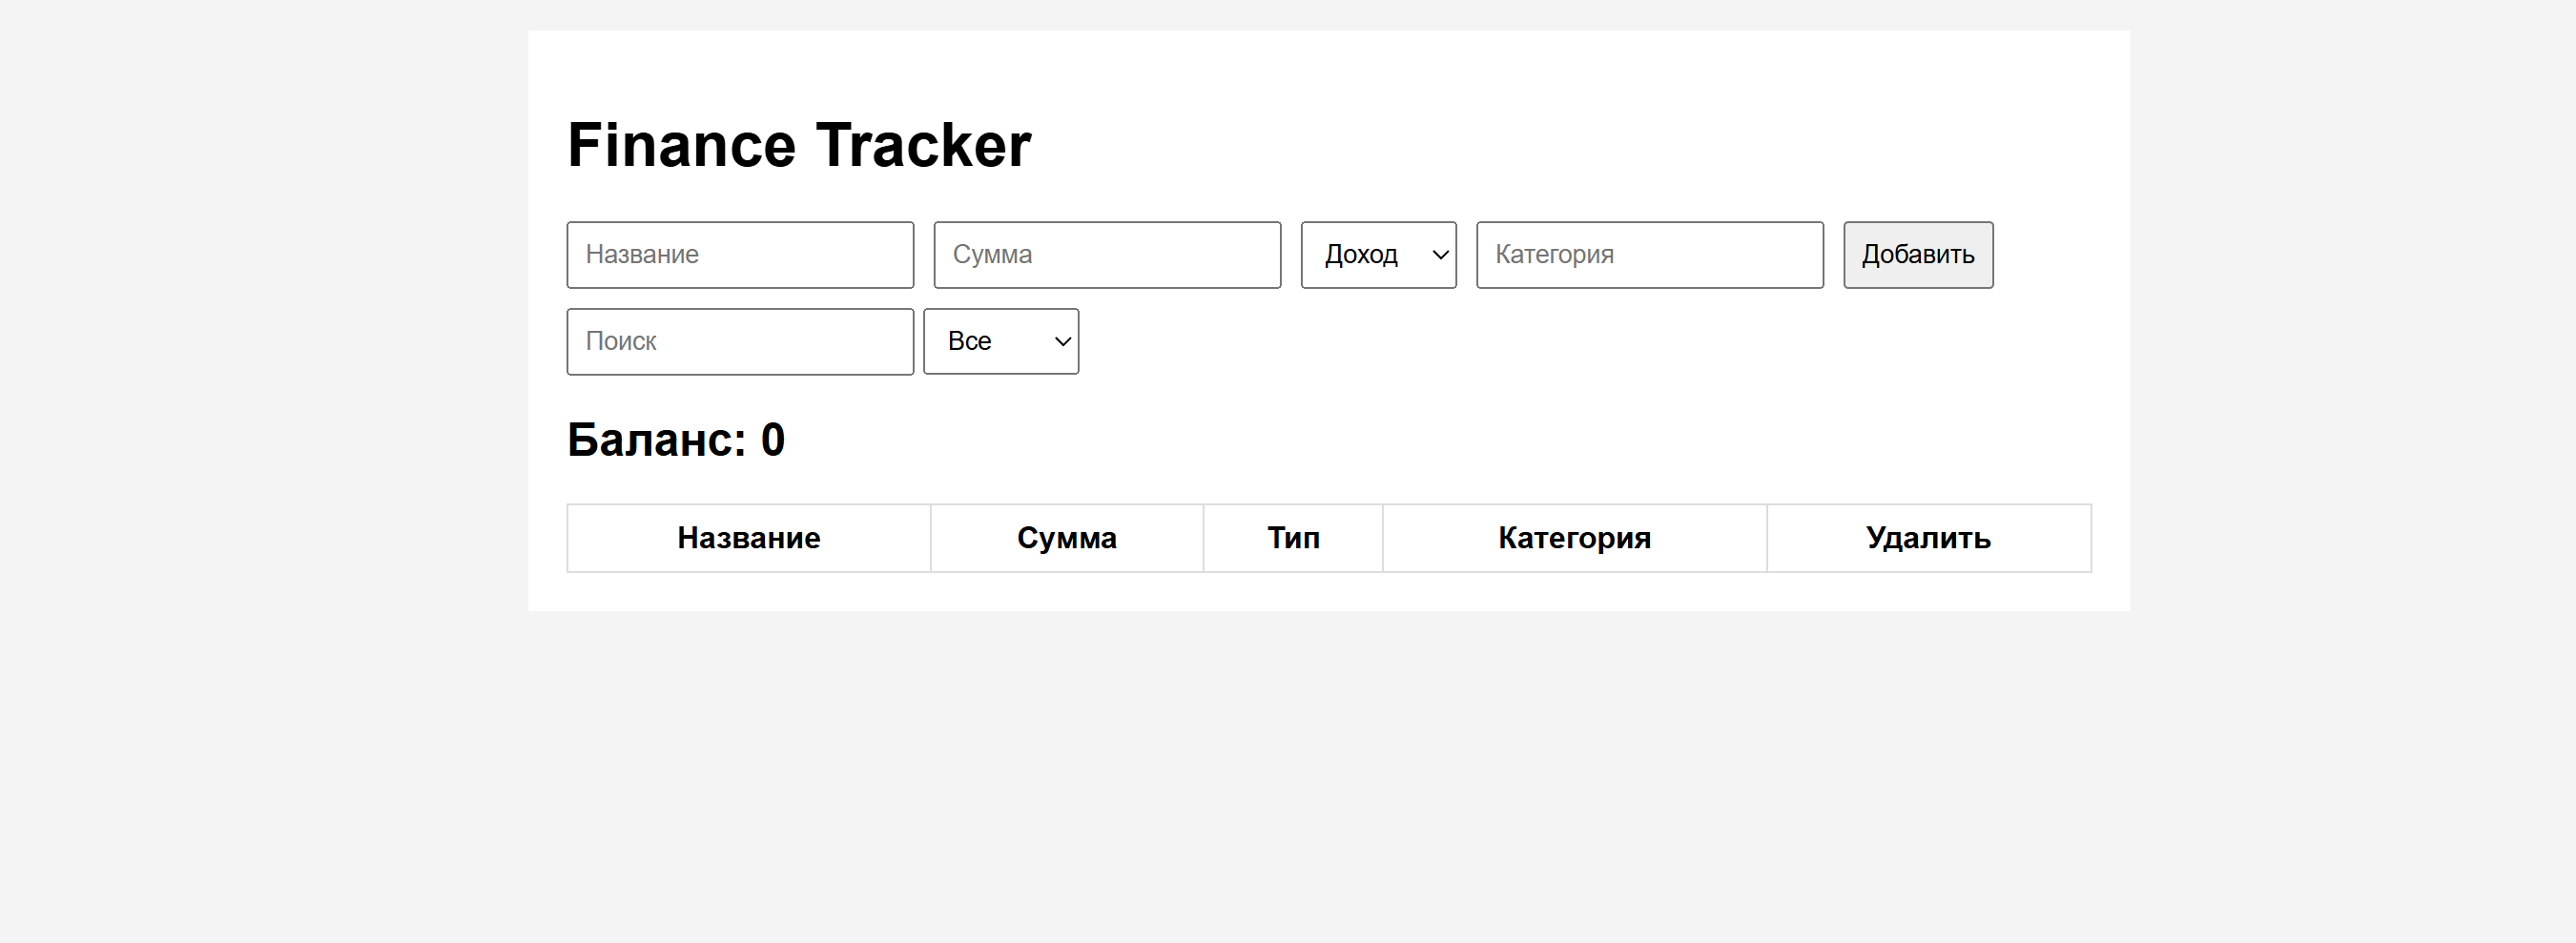 Finance Tracker
Название Сумма Доход Категория Добавить
Поиск Все
Баланс: 0
Название Сумма Тип Категория Удалить